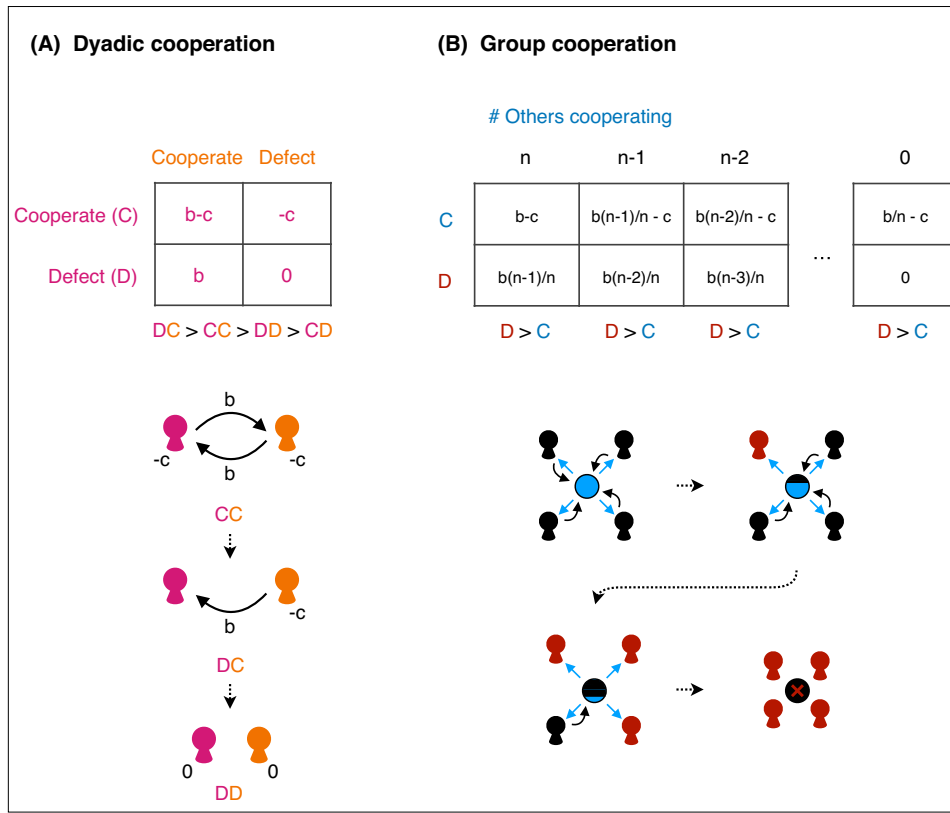 (A) Dyadic cooperation
Cooperate Defect
Cooperate (C) b-c -c
Defect (D) b 0
DC > CC > DD > CD
b
-c -c
b
CC
-c
b
DC
0 0
DD
(B) Group cooperation
# Others cooperating
n n-1 n-2 0
C b-c b(n-1)/n - c b(n-2)/n - c ... b/n - c
D b(n-1)/n b(n-2)/n b(n-3)/n 0
D > C D > C D > C D > C